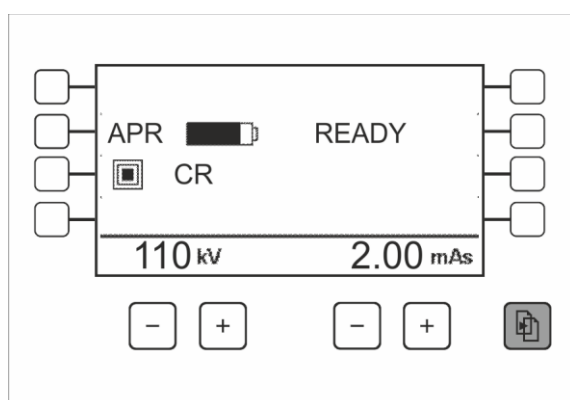 APR READY
CR
110 kV 2.00 mAs
- + - +